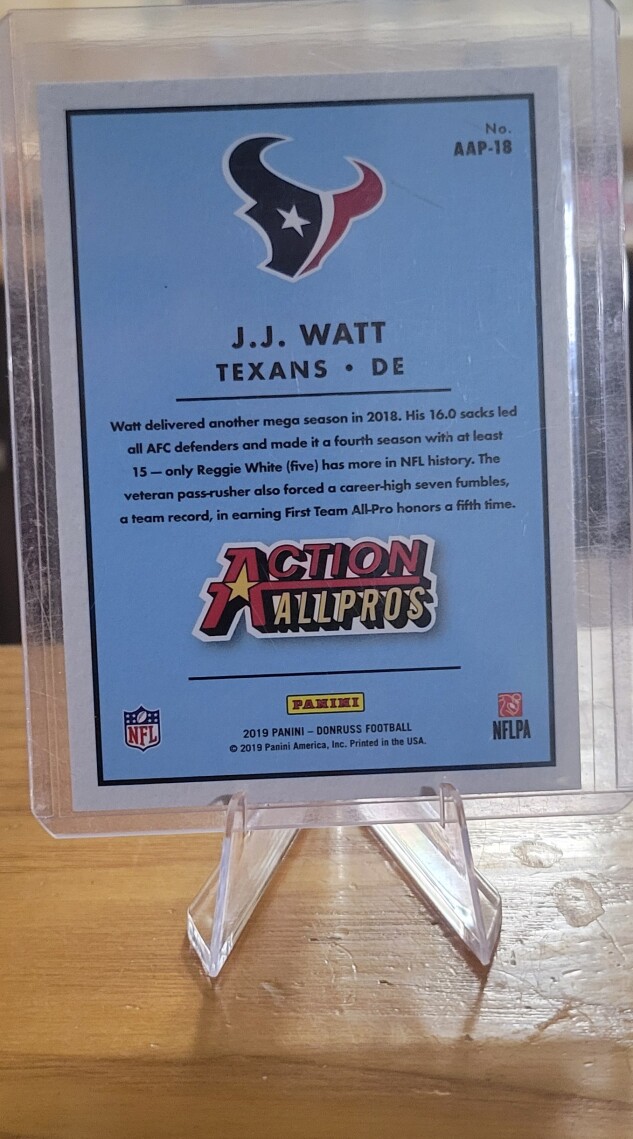 No.
AAP-18
J.J. WATT
TEXANS • DE
Watt delivered another mega season in 2018. His 16.0 sacks led
all AFC defenders and made it a fourth season with at least
15 — only Reggie White (five) has more in NFL history. The
veteran pass-rusher also forced a career-high seven fumbles,
a team record, in earning First Team All-Pro honors a fifth time.
ACTION
ALLPROS
PANINI
NFL
2019 PANINI – DONRUSS FOOTBALL
© 2019 Panini America, Inc. Printed in the USA.
NFLPA